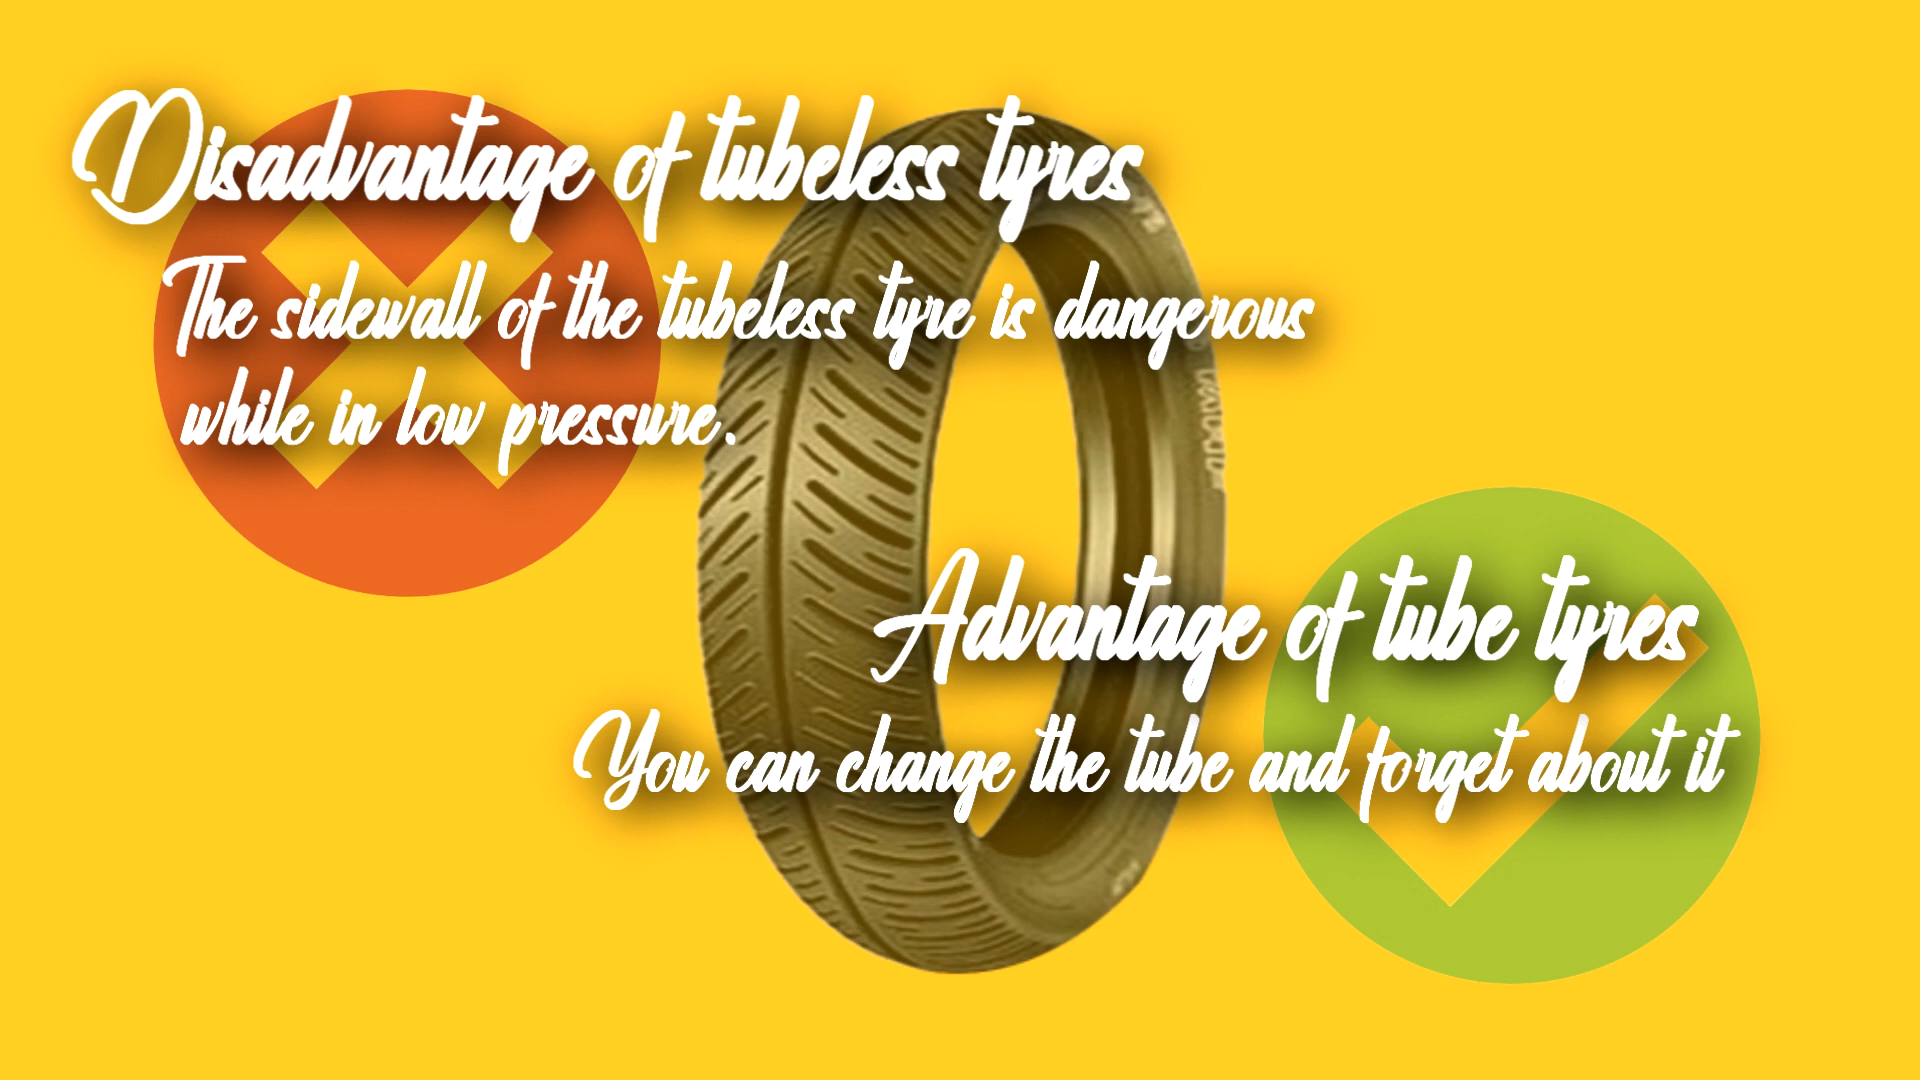 Disadvantage of tubeless tyres
The sidewall of the tubeless tyre is dangerous
while in low pressure.
Advantage of tube tyres
You can change the tube and forget about it